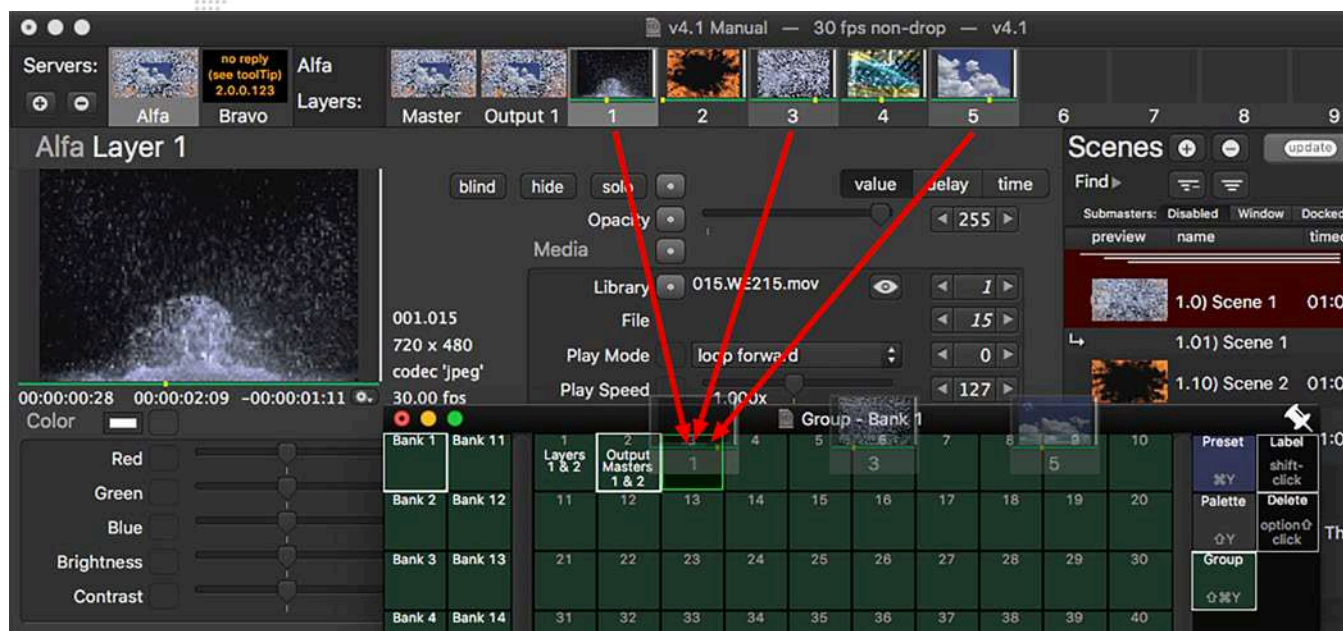 v4.1 Manual — 30 fps non-drop — v4.1
Servers:
no reply
(see toolTip)
2.0.0.123
Alfa
Layers:
Alfa Bravo Master Output 1 1 2 3 4 5 6 7 8 9
Alfa Layer 1
Scenes update
blind hide solo value delay time
Find
Opacity 255
Submasters: Disabled Window Docked
Media
preview name
Library 015.WE215.mov 1
1.0) Scene 1 01:0
001.015
File 15
720 x 480
1.01) Scene 1
codec 'jpeg'
Play Mode loop forward 0
1.10) Scene 2 01:0
00:00:00:28 00:00:02:09 -00:00:01:11 30.00 fps
Play Speed 1.000x 127
Color
Group - Bank 1
Bank 1 Bank 11 1 2 4 5 6 7 8 9 10 Preset Label
Layers
1 & 2
Output
Masters
1 & 2
1 3 5
⌘Y
shift-
click
Red
Green
Bank 2 Bank 12 11 12 13 14 15 16 17 18 19 20 Palette Delete
⇧Y
option⇧
click
Th
Blue
Brightness
Bank 3 Bank 13 21 22 23 24 25 26 27 28 29 30 Group
⇧⌘Y
Contrast
Bank 4 Bank 14 31 32 33 34 35 36 37 38 39 40